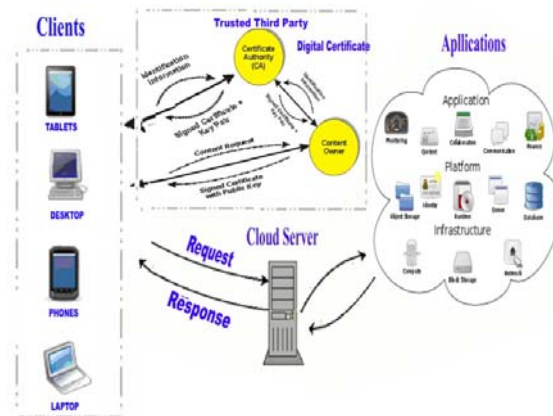 Clients
TABLETS
DESKTOP
PHONES
LAPTOP
Trusted Third Party
Digital Certificate
Certificate
Authority
(CA)
Identification
Information
Signed Certificate +
Key Pair
Content
Owner
Content Request
Signed Certificate
with Public Key
Request
Response
Cloud Server
Apllications
Application
Monitoring
Content
Collaboration
Communication
Finance
Platform
Object Storage
Identity
Runtime
Queue
Database
Infrastructure
Compute
Block Storage
Network